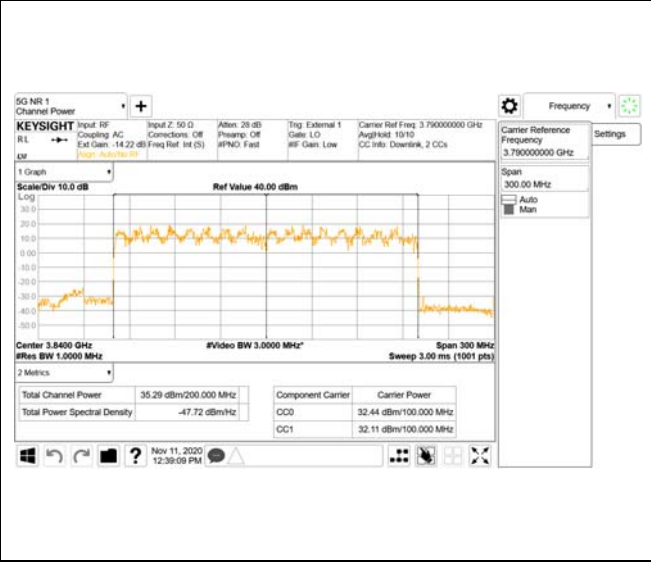 5G NR 1
Channel Power
Frequency
KEYSIGHT
R L
Input: RF
Coupling: AC
Ext Gain: -14.22 dB
Align: Auto/No RF
Input Z: 50 Ω
Corrections: Off
Freq Ref: Int (S)
Atten: 28 dB
Preamp: Off
#PNO: Fast
Trig: External 1
Gate: LO
#IF Gain: Low
Carrier Ref Freq: 3.790000000 GHz
Avg|Hold: 10/10
CC Info: Downlink, 2 CCs
Carrier Reference
Frequency
3.790000000 GHz
Settings
Span
300.00 MHz
Auto
Man
1 Graph
Scale/Div 10.0 dB
Ref Value 40.00 dBm
Log
30.0
20.0
10.0
0.00
-10.0
-20.0
-30.0
-40.0
-50.0
Center 3.8400 GHz
#Video BW 3.0000 MHz*
Span 300 MHz
#Res BW 1.0000 MHz
Sweep 3.00 ms (1001 pts)
2 Metrics
Total Channel Power 35.29 dBm/200.000 MHz
Total Power Spectral Density -47.72 dBm/Hz
Component Carrier Carrier Power
CC0 32.44 dBm/100.000 MHz
CC1 32.11 dBm/100.000 MHz
?
Nov 11, 2020
12:39:09 PM